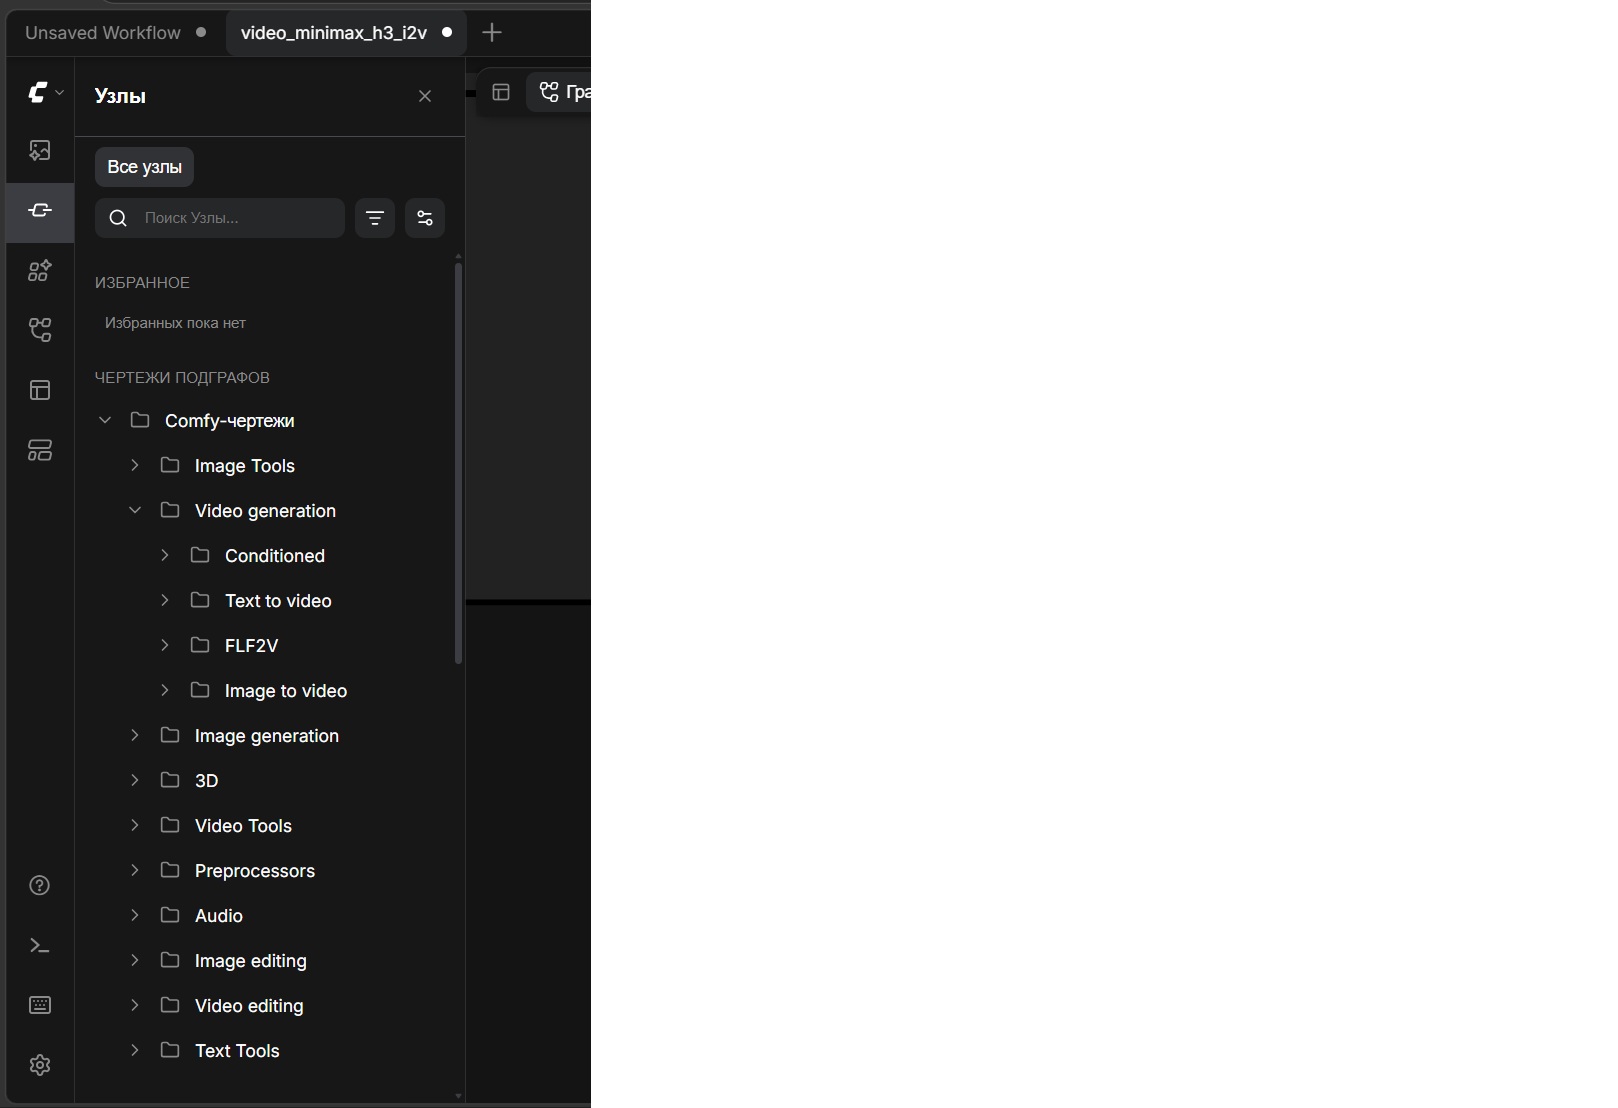 Unsaved Workflow
video_minimax_h3_i2v
Узлы
Гра
Все узлы
Поиск Узлы...
ИЗБРАННОЕ
Избранных пока нет
ЧЕРТЕЖИ ПОДГРАФОВ
Comfy-чертежи
Image Tools
Video generation
Conditioned
Text to video
FLF2V
Image to video
Image generation
3D
Video Tools
Preprocessors
Audio
Image editing
Video editing
Text Tools